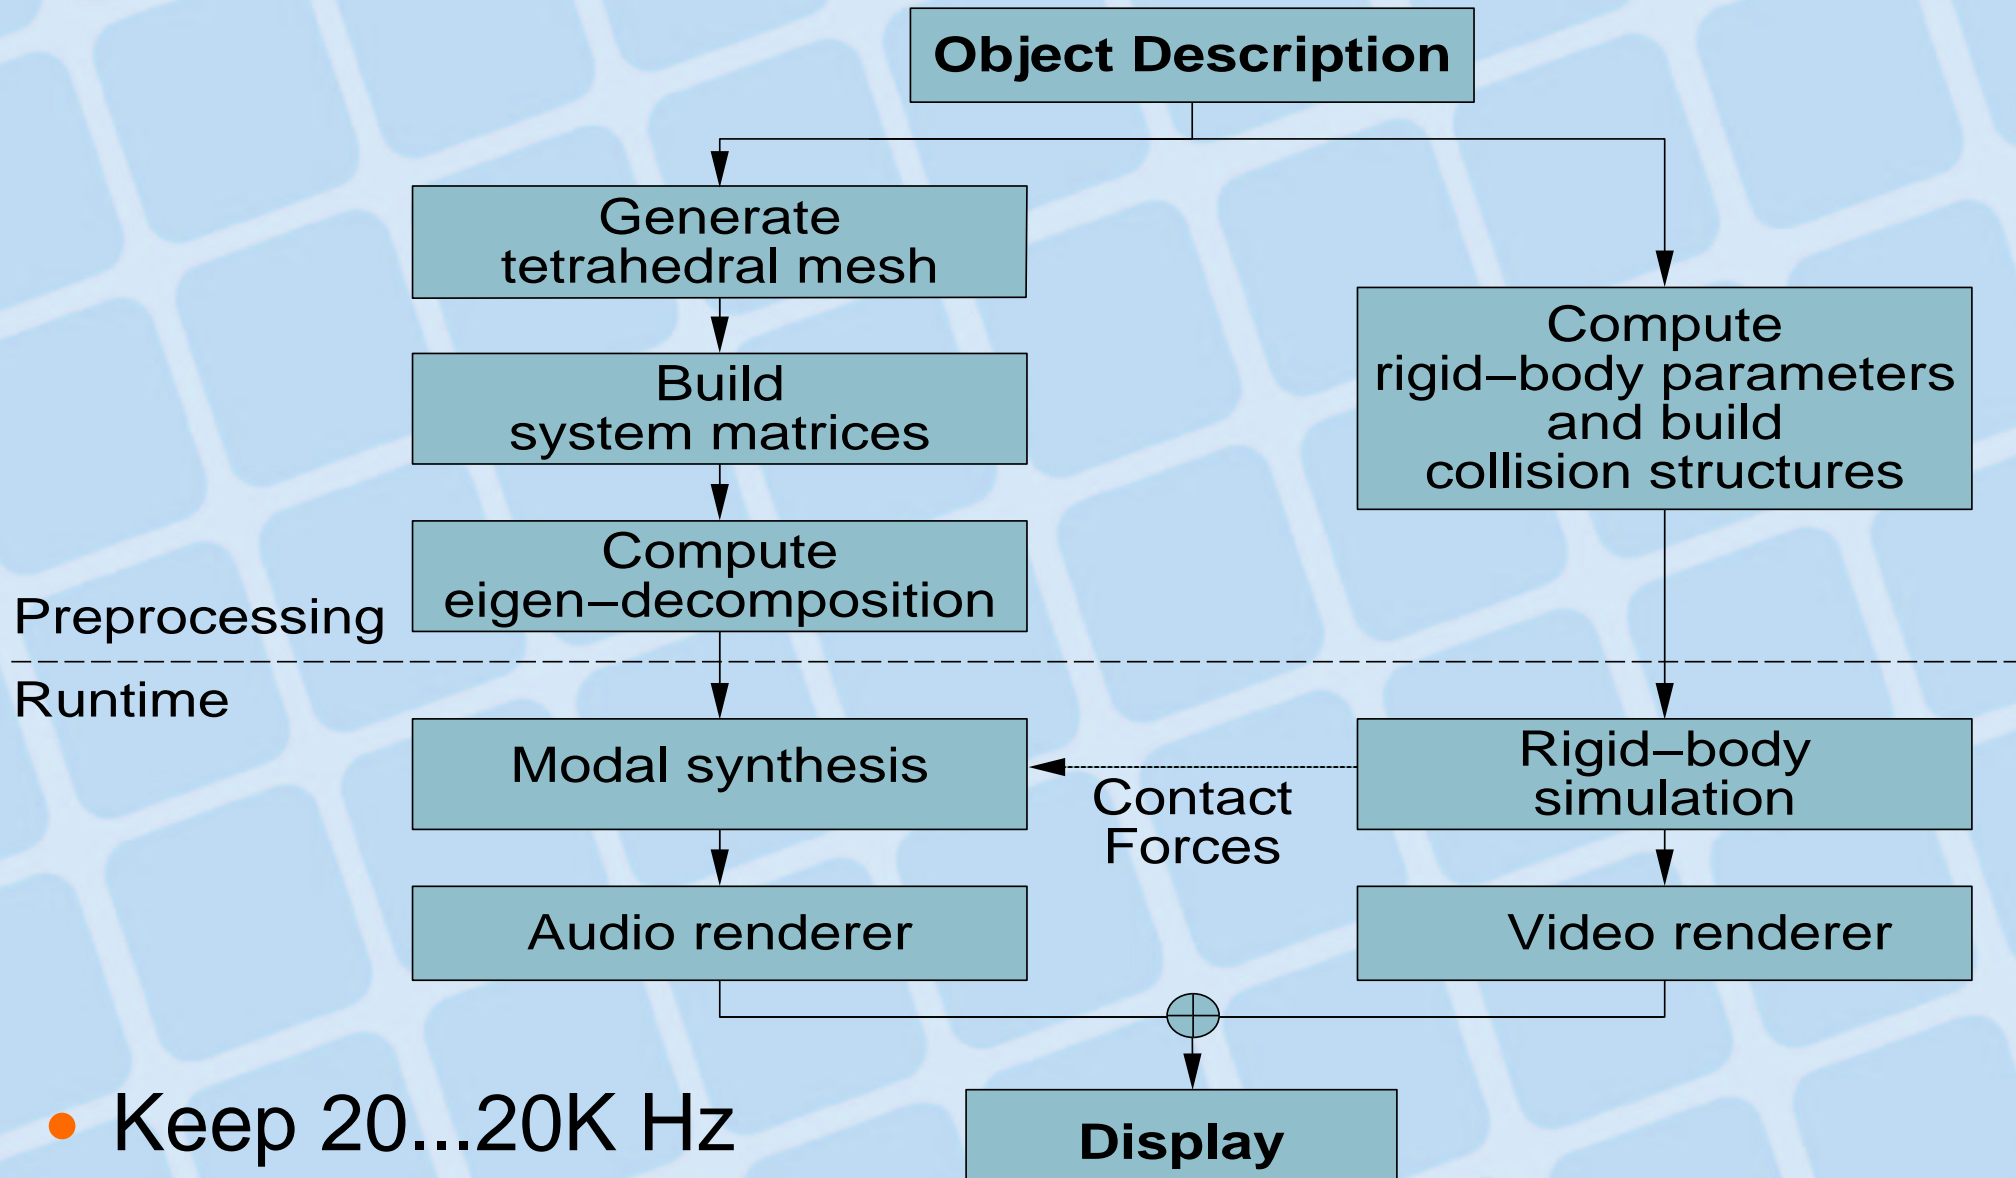 Object Description
Generate
tetrahedral mesh
Build
system matrices
Compute
eigen–decomposition
Compute
rigid–body parameters
and build
collision structures
Preprocessing
Runtime
Modal synthesis
Contact
Forces
Rigid–body
simulation
Audio renderer
Video renderer
• Keep 20...20K Hz
Display